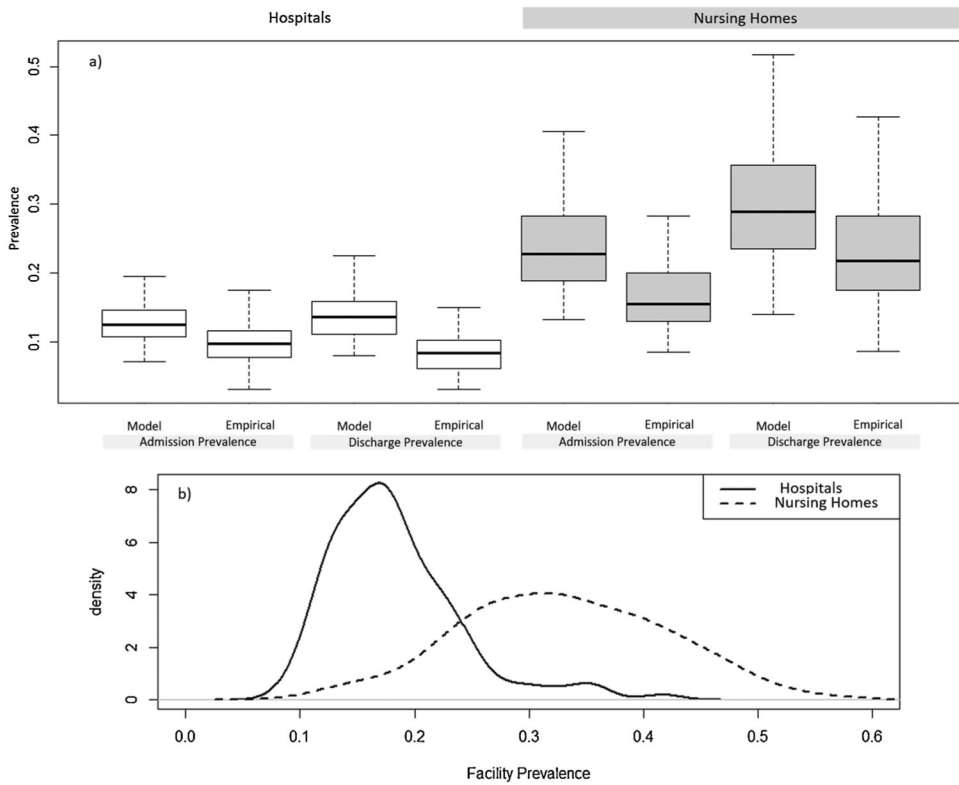 Hospitals Nursing Homes
a)
0.5
0.4
0.3
0.2
0.1
Prevalence
Model Empirical Model Empirical Model Empirical Model Empirical
Admission Prevalence Discharge Prevalence Admission Prevalence Discharge Prevalence
b)
Hospitals
Nursing Homes
8
6
4
2
0
density
0.0 0.1 0.2 0.3 0.4 0.5 0.6
Facility Prevalence